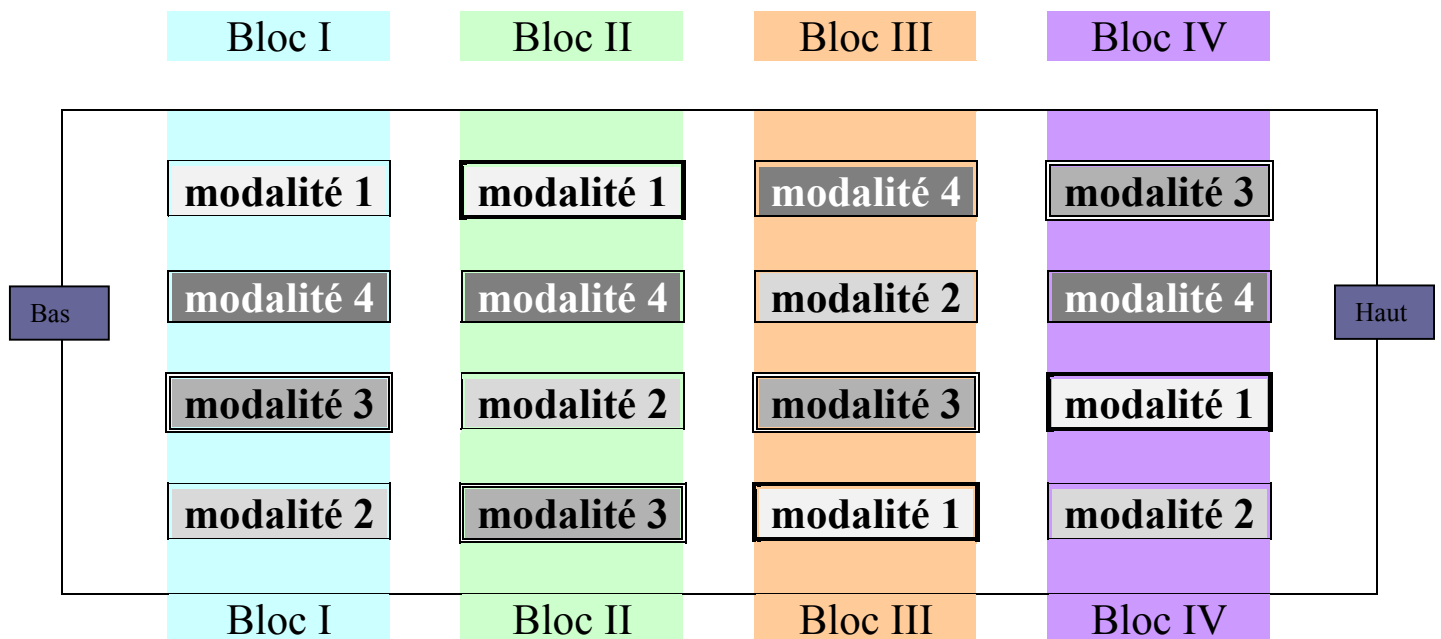 Bloc I Bloc II Bloc III Bloc IV
modalité 1 modalité 1 modalité 4 modalité 3
modalité 4 modalité 4 modalité 2 modalité 4
Bas Haut
modalité 3 modalité 2 modalité 3 modalité 1
modalité 2 modalité 3 modalité 1 modalité 2
Bloc I Bloc II Bloc III Bloc IV